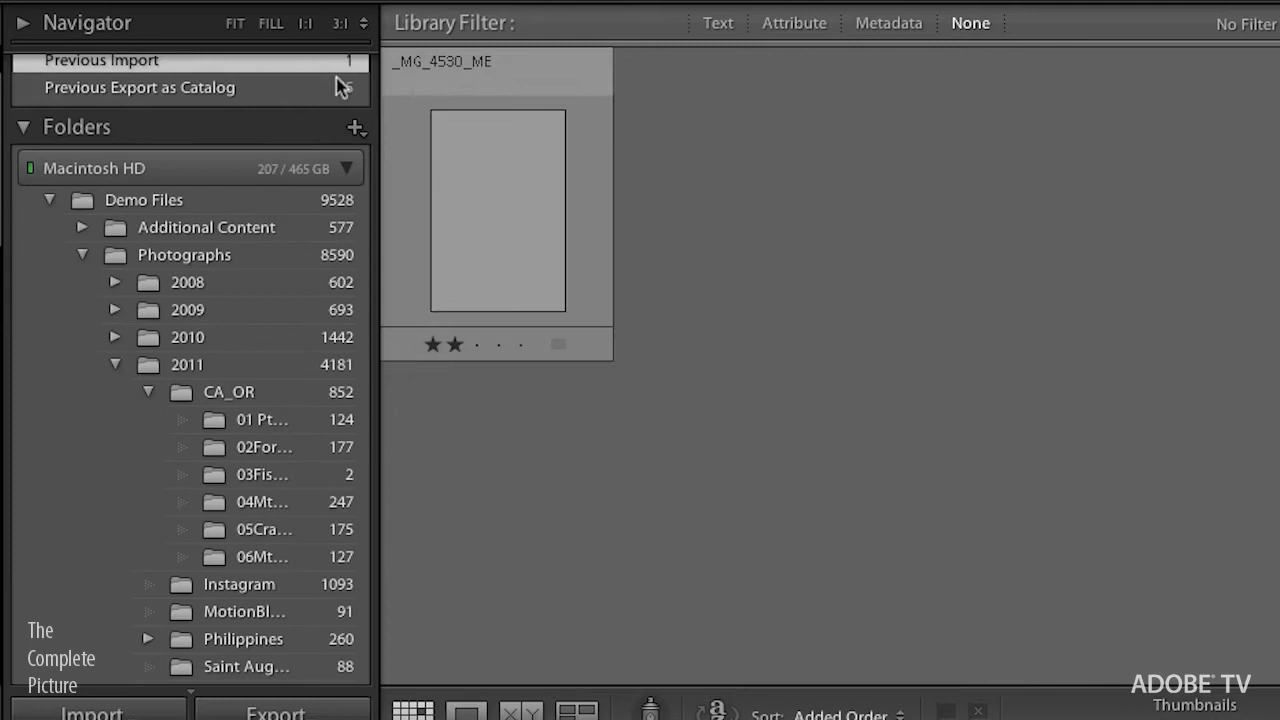 Navigator FIT FILL 1:1 3:1
Library Filter : Text Attribute Metadata None No Filter
Previous Import 1
Previous Export as Catalog
_MG_4530_ME
Folders
Macintosh HD 207 / 465 GB
Demo Files 9528
Additional Content 577
Photographs 8590
2008 602
2009 693
2010 1442
2011 4181
CA_OR 852
01 Pt... 124
02For... 177
03Fis... 2
04Mt... 247
05Cra... 175
06Mt... 127
Instagram 1093
MotionBl... 91
Philippines 260
Saint Aug... 88
The
Complete
Picture
Import Export
Sort: Added Order
ADOBE® TV
Thumbnails